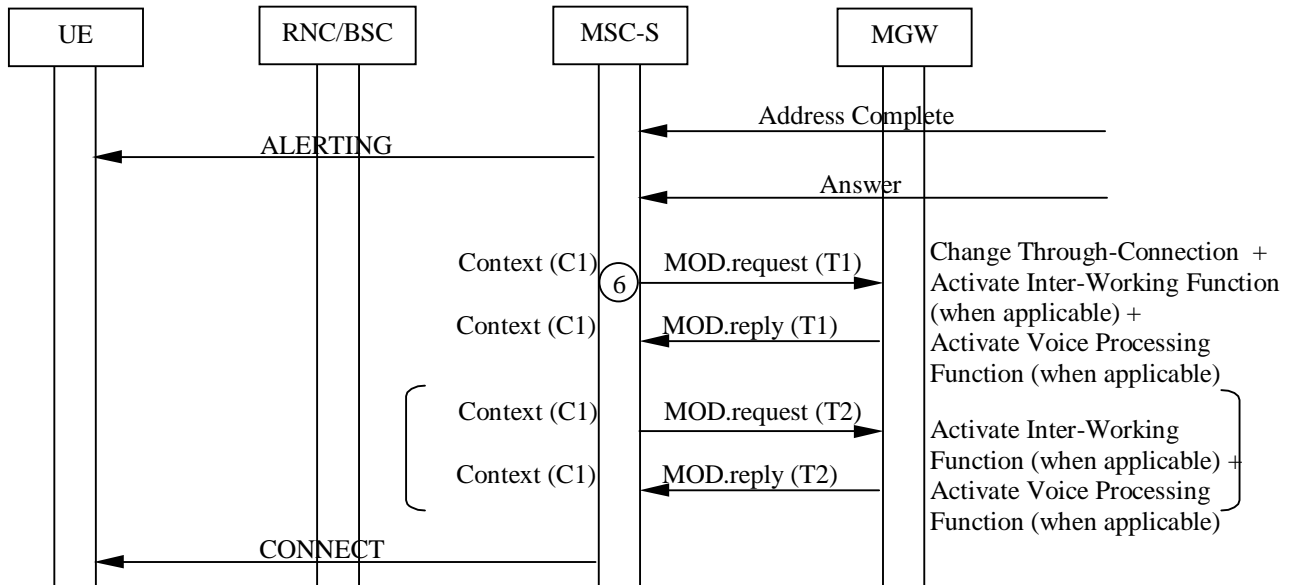 UE
RNC/BSC
MSC-S
MGW
Address Complete
ALERTING
Answer
Context (C1)
6
MOD.request (T1)
Change Through-Connection +
Activate Inter-Working Function
(when applicable) +
Activate Voice Processing
Function (when applicable)
Context (C1)
MOD.reply (T1)
Context (C1)
MOD.request (T2)
Activate Inter-Working
Function (when applicable) +
Activate Voice Processing
Function (when applicable)
Context (C1)
MOD.reply (T2)
CONNECT